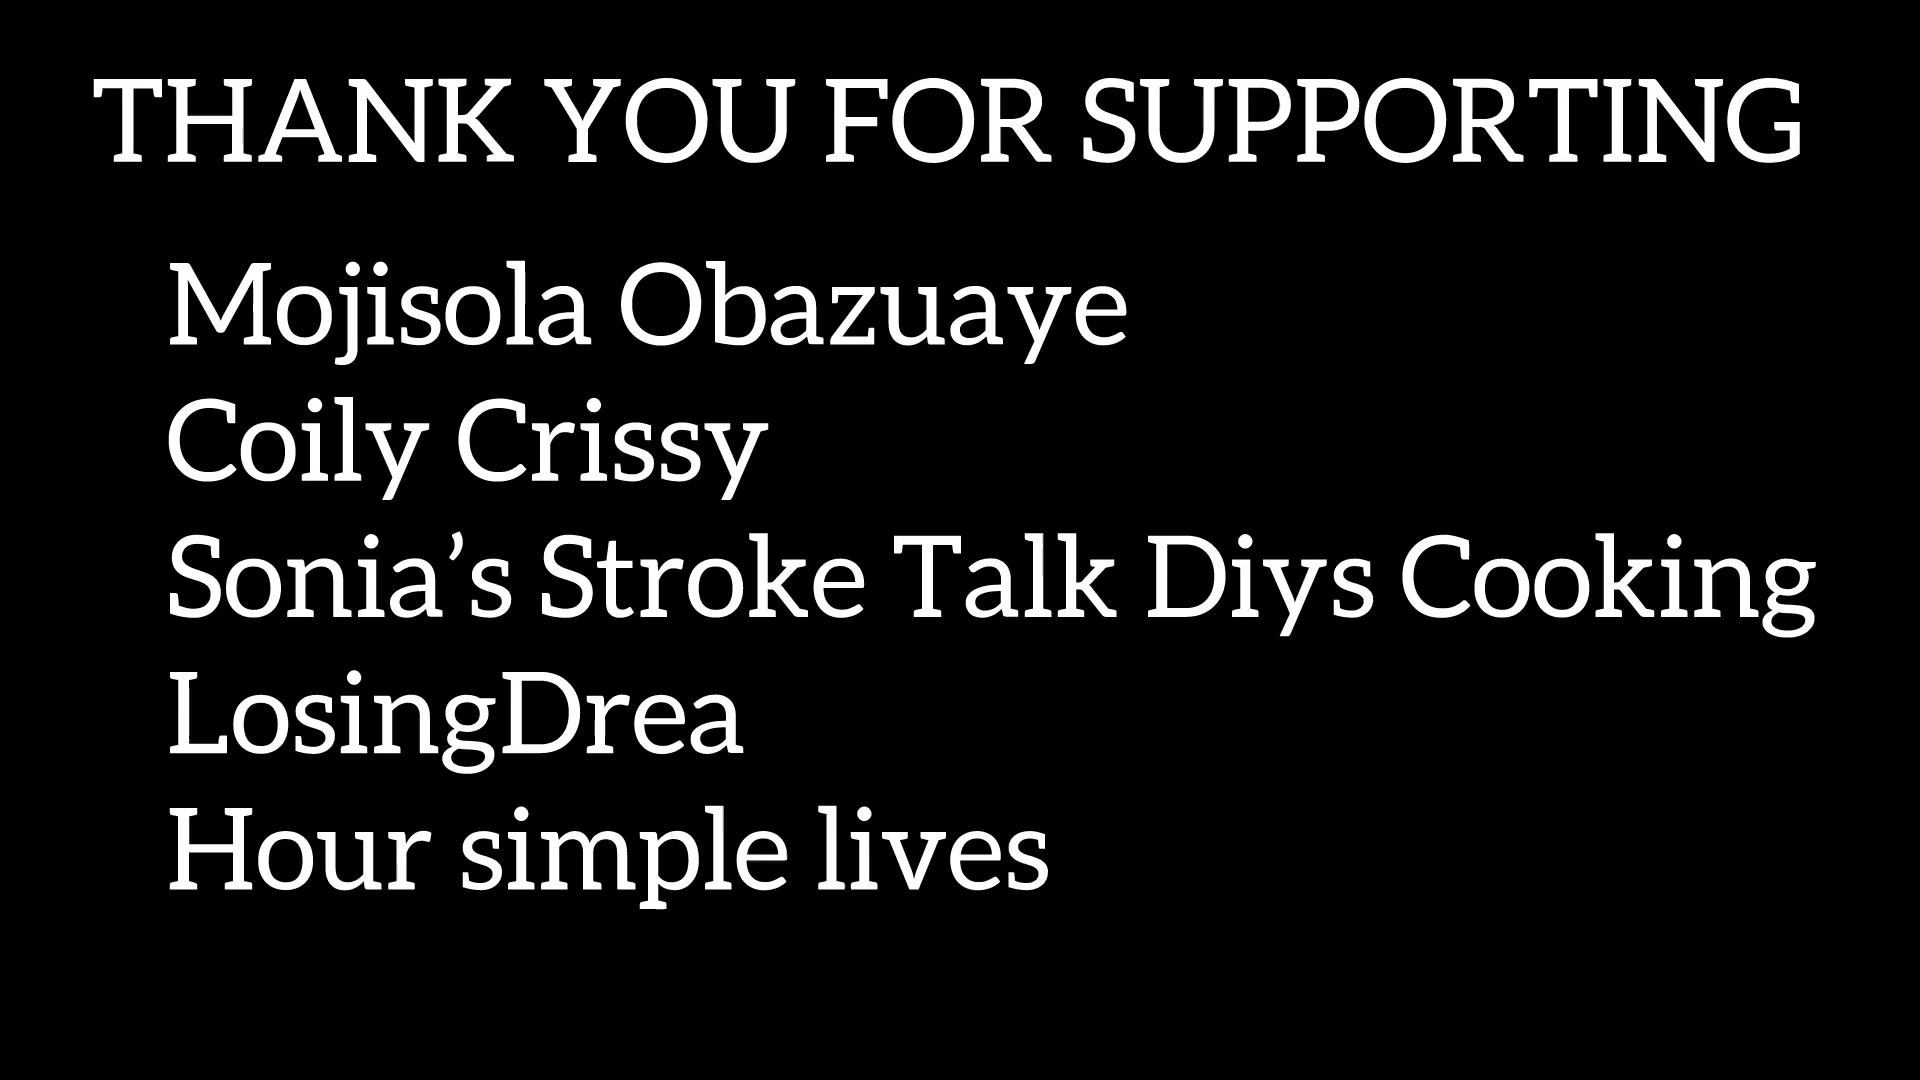 THANK YOU FOR SUPPORTING
Mojisola Obazuaye
Coily Crissy
Sonia’s Stroke Talk Diys Cooking
LosingDrea
Hour simple lives